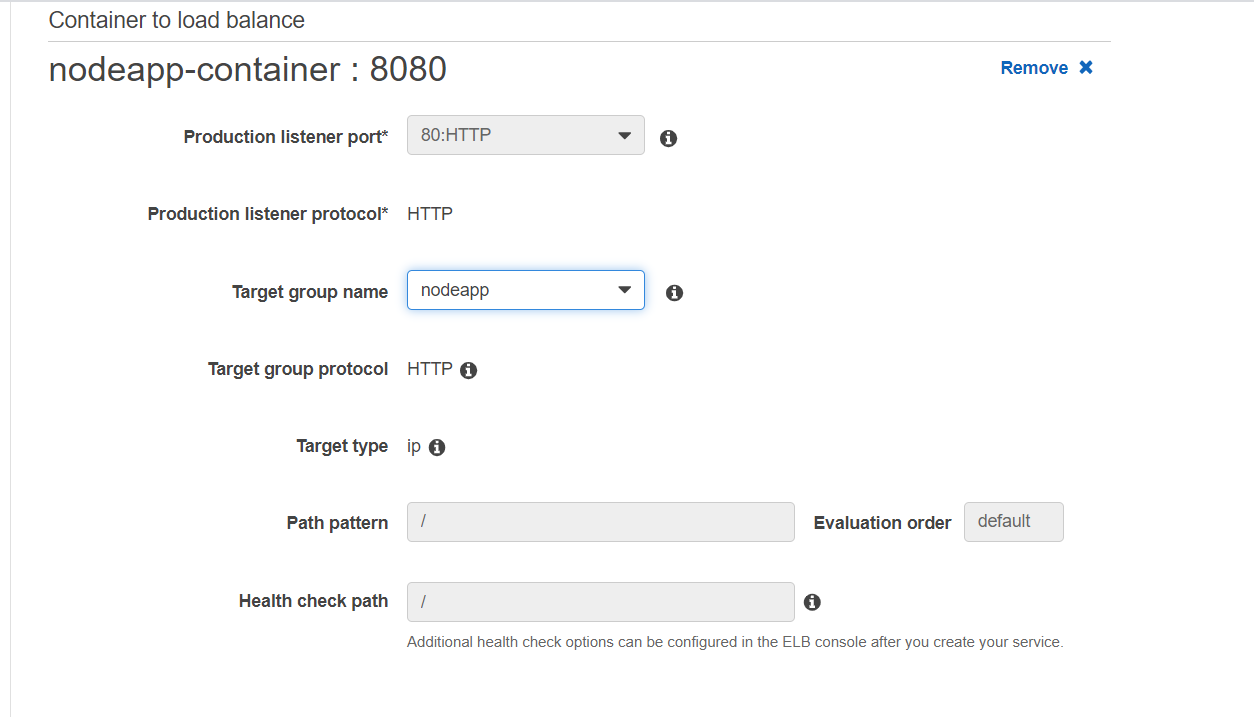 Container to load balance
nodeapp-container : 8080
Remove
Production listener port* 80:HTTP
Production listener protocol* HTTP
Target group name nodeapp
Target group protocol HTTP
Target type ip
Path pattern / Evaluation order default
Health check path /
Additional health check options can be configured in the ELB console after you create your service.